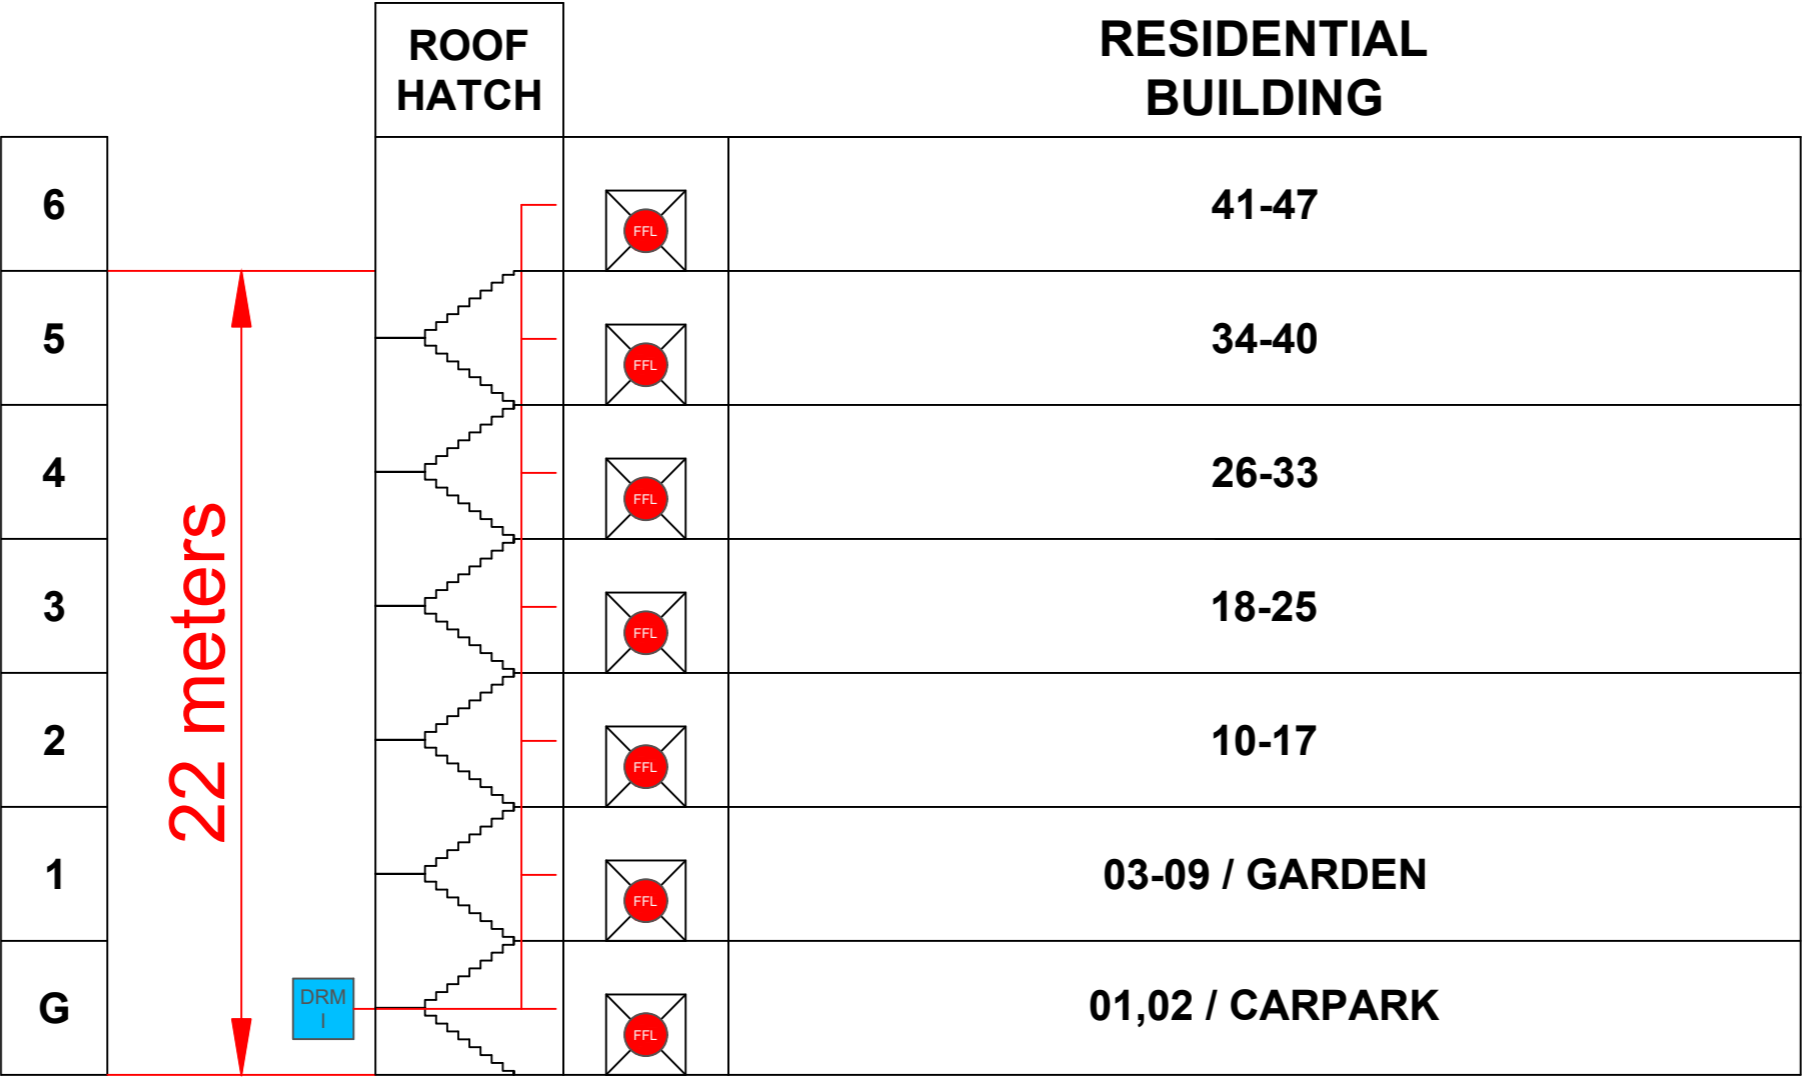 ROOF
HATCH
RESIDENTIAL
BUILDING
6
FFL
41-47
5
FFL
34-40
4
FFL
26-33
22 meters
3
FFL
18-25
2
FFL
10-17
1
FFL
03-09 / GARDEN
G
DRM
I
FFL
01,02 / CARPARK